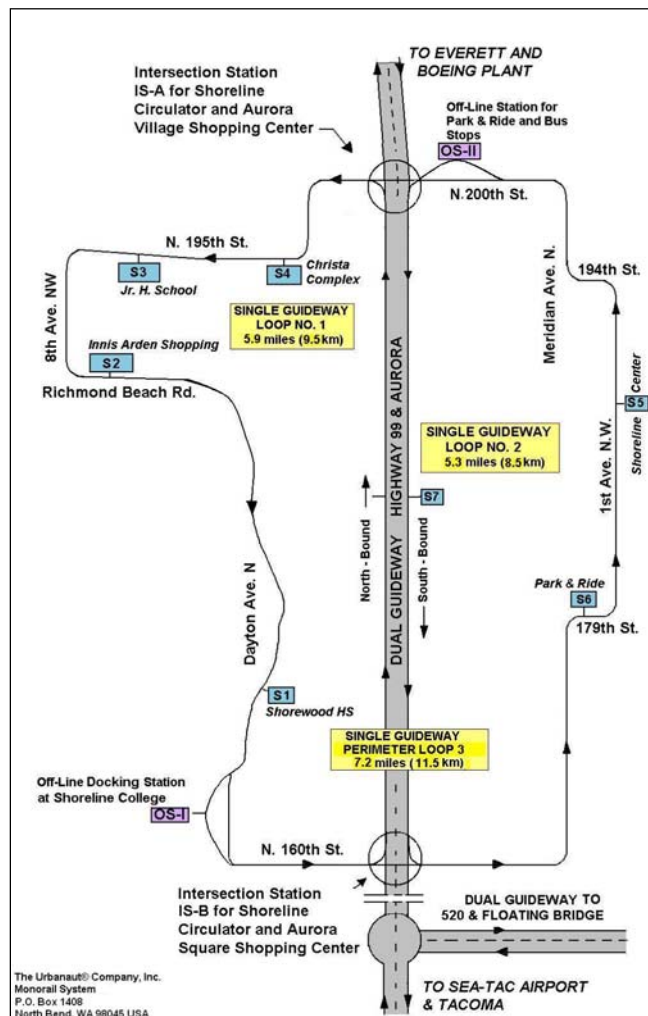 TO EVERETT AND
BOEING PLANT
Intersection Station
IS-A for Shoreline
Circulator and Aurora
Village Shopping Center
Off-Line Station for
Park & Ride and Bus
Stops
OS-II
N. 200th St.
N. 195th St.
S3
Jr. H. School
S4
Christa
Complex
8th Ave. NW
Meridian Ave. N.
194th St.
SINGLE GUIDEWAY
LOOP NO. 1
5.9 miles (9.5km)
Innis Arden Shopping
S2
Richmond Beach Rd.
DUAL GUIDEWAY HIGHWAY 99 & AURORA
SINGLE GUIDEWAY
LOOP NO. 2
5.3 miles (8.5km)
1st Ave. N.W.
S5
Shoreline Center
S7
North - Bound
South - Bound
Dayton Ave. N
Park & Ride
S6
179th St.
S1
Shorewood HS
SINGLE GUIDEWAY
PERIMETER LOOP 3
7.2 miles (11.5 km)
Off-Line Docking Station
at Shoreline College
OS-I
N. 160th St.
Intersection Station
IS-B for Shoreline
Circulator and Aurora
Square Shopping Center
DUAL GUIDEWAY TO
520 & FLOATING BRIDGE
The Urbanaut® Company, Inc.
Monorail System
P.O. Box 1408
North Bend, WA 98045 USA
TO SEA-TAC AIRPORT
& TACOMA